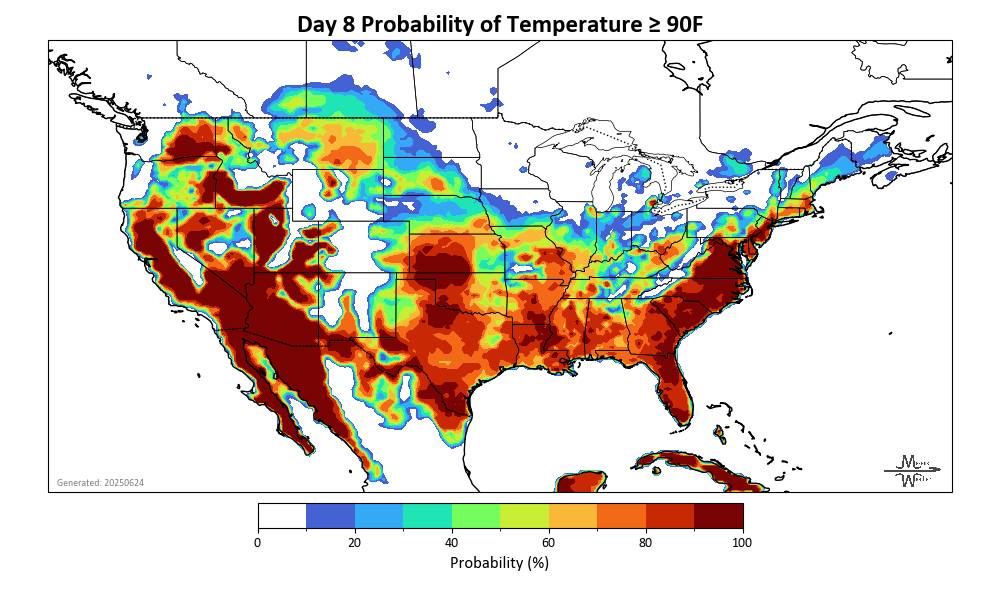 Day 8 Probability of Temperature ≥ 90F
Generated: 20250624
0 20 40 60 80 100
Probability (%)